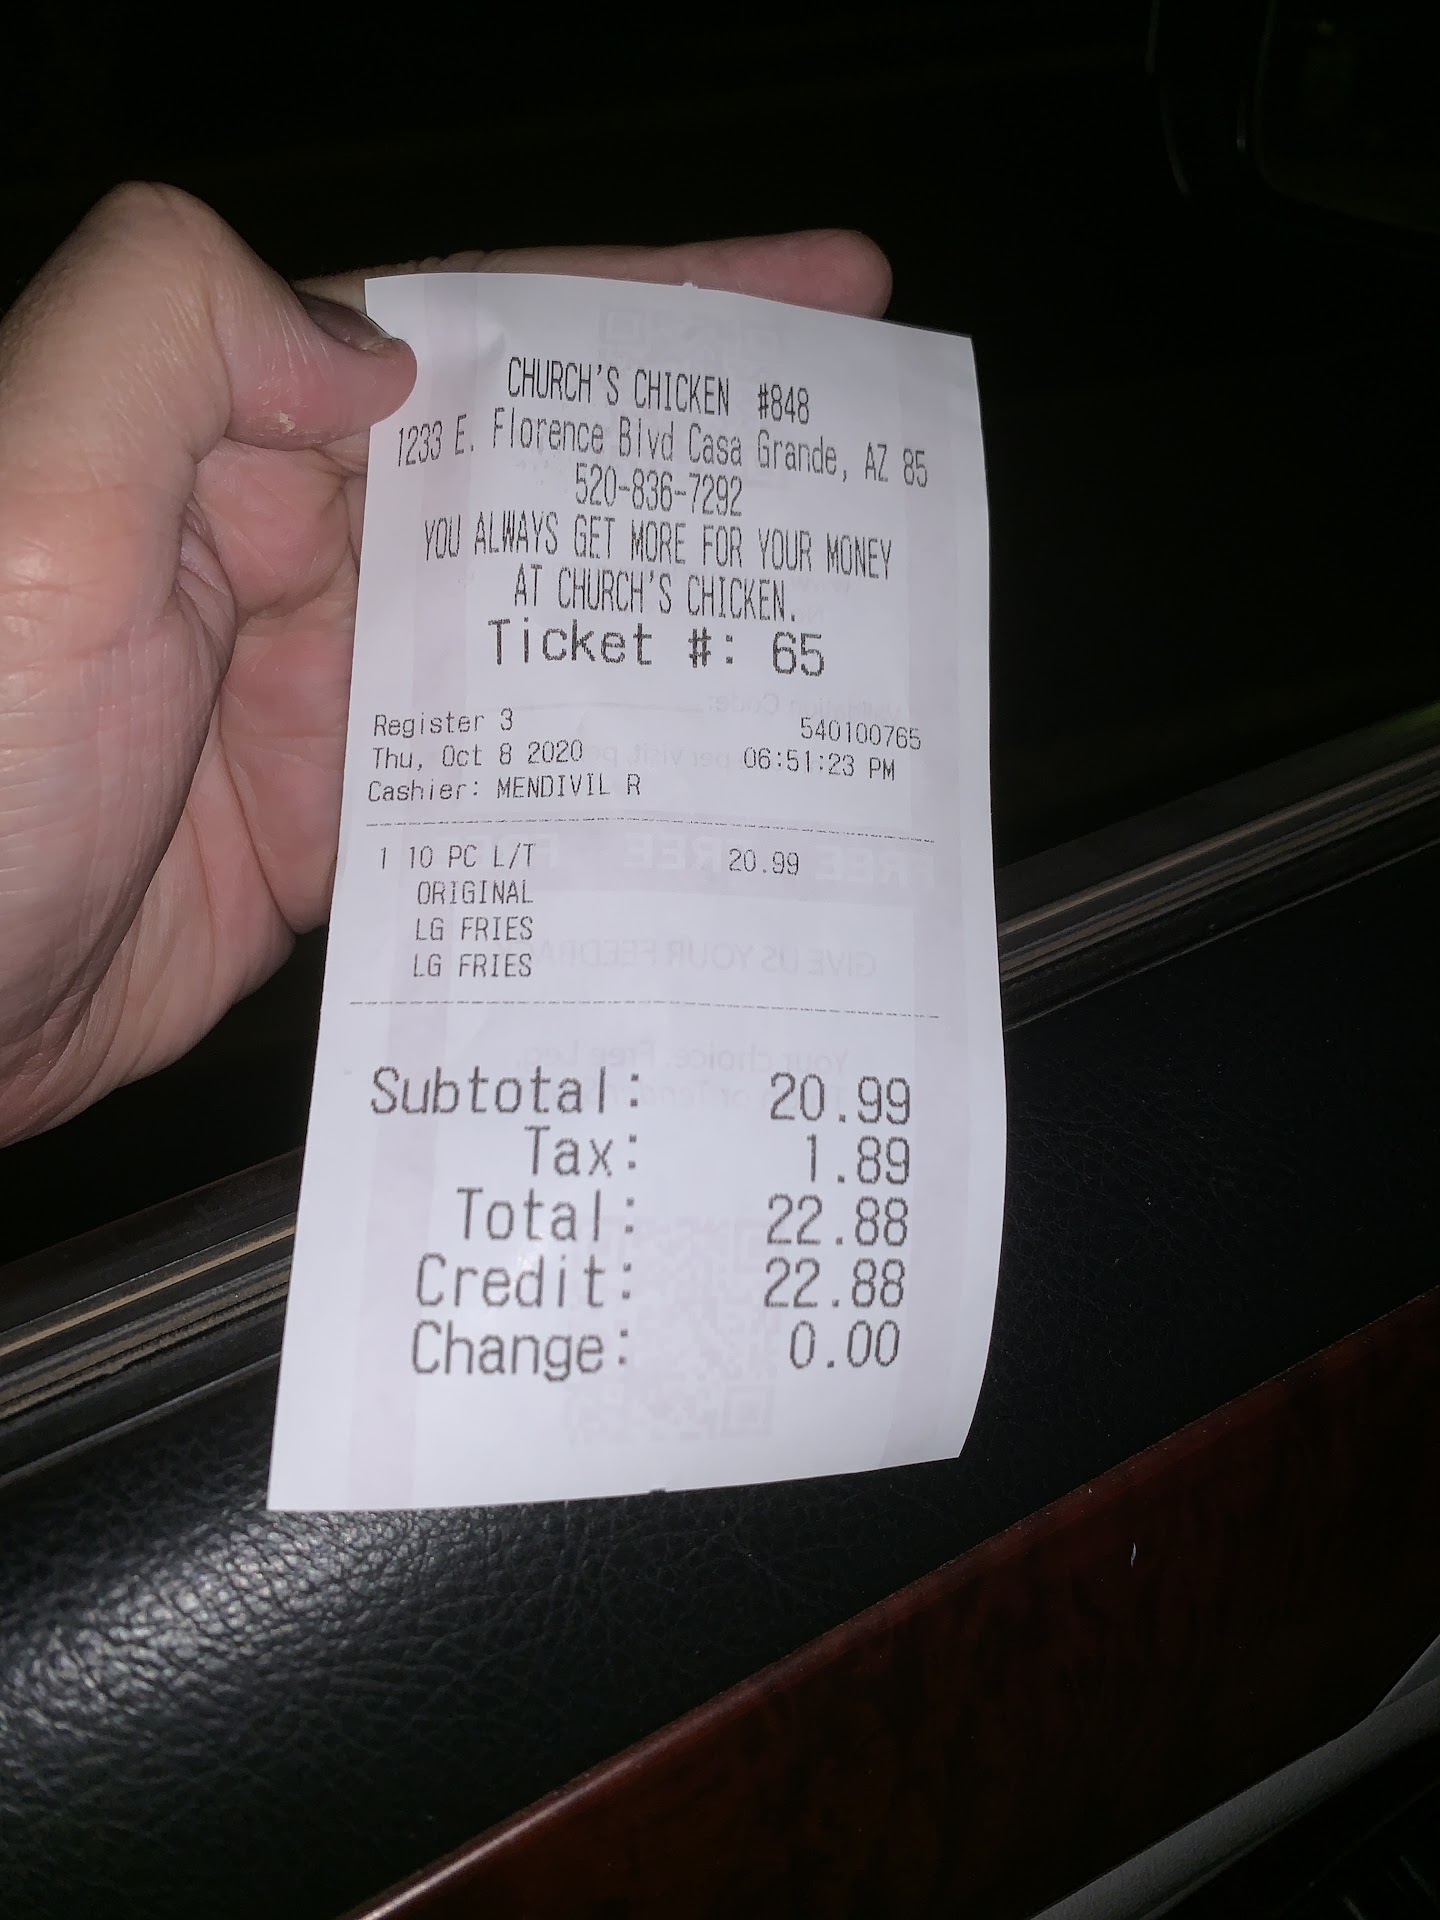 CHURCH'S CHICKEN #848
1233 E. Florence Blvd Casa Grande, AZ 85
520-836-7292
YOU ALWAYS GET MORE FOR YOUR MONEY
AT CHURCH'S CHICKEN.
Ticket #: 65
Register 3 540100765
Thu, Oct 8 2020 06:51:23 PM
Cashier: MENDIVIL R
1 10 PC L/T 20.99
ORIGINAL
LG FRIES
LG FRIES
Subtotal: 20.99
Tax: 1.89
Total: 22.88
Credit: 22.88
Change: 0.00